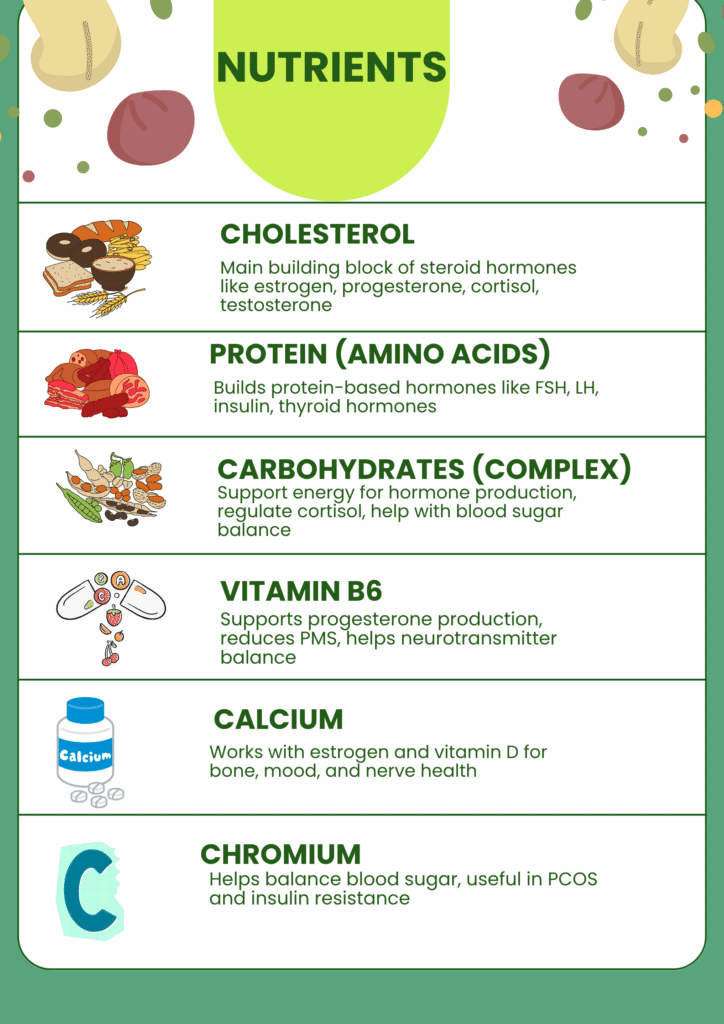 NUTRIENTS
CHOLESTEROL
Main building block of steroid hormones
like estrogen, progesterone, cortisol,
testosterone
PROTEIN (AMINO ACIDS)
Builds protein-based hormones like FSH, LH,
insulin, thyroid hormones
CARBOHYDRATES (COMPLEX)
Support energy for hormone production,
regulate cortisol, help with blood sugar
balance
B A
C
VITAMIN B6
Supports progesterone production,
reduces PMS, helps neurotransmitter
balance
Calcium
CALCIUM
Works with estrogen and vitamin D for
bone, mood, and nerve health
C
CHROMIUM
Helps balance blood sugar, useful in PCOS
and insulin resistance